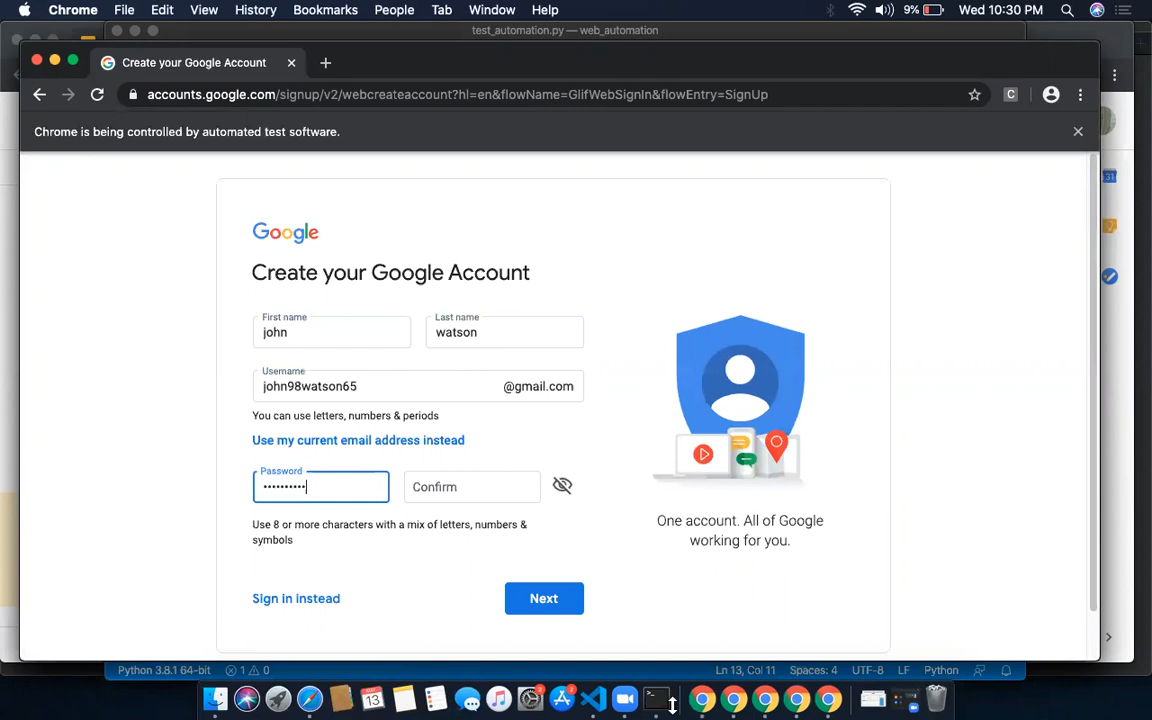 Chrome File Edit View History Bookmarks People Tab Window Help 9% Wed 10:30 PM
test_automation.py — web_automation
Create your Google Account
accounts.google.com/signup/v2/webcreateaccount?hl=en&flowName=GlifWebSignIn&flowEntry=SignUp C
Chrome is being controlled by automated test software.
Google
Create your Google Account
First name Last name
john watson
Username
john98watson65 @gmail.com
You can use letters, numbers & periods
Use my current email address instead
Password
•••••••••• Confirm
Use 8 or more characters with a mix of letters, numbers &
symbols
One account. All of Google
working for you.
Sign in instead Next
Python 3.8.1 64-bit 1 0 Ln 13, Col 11 Spaces: 4 UTF-8 LF Python
31
13